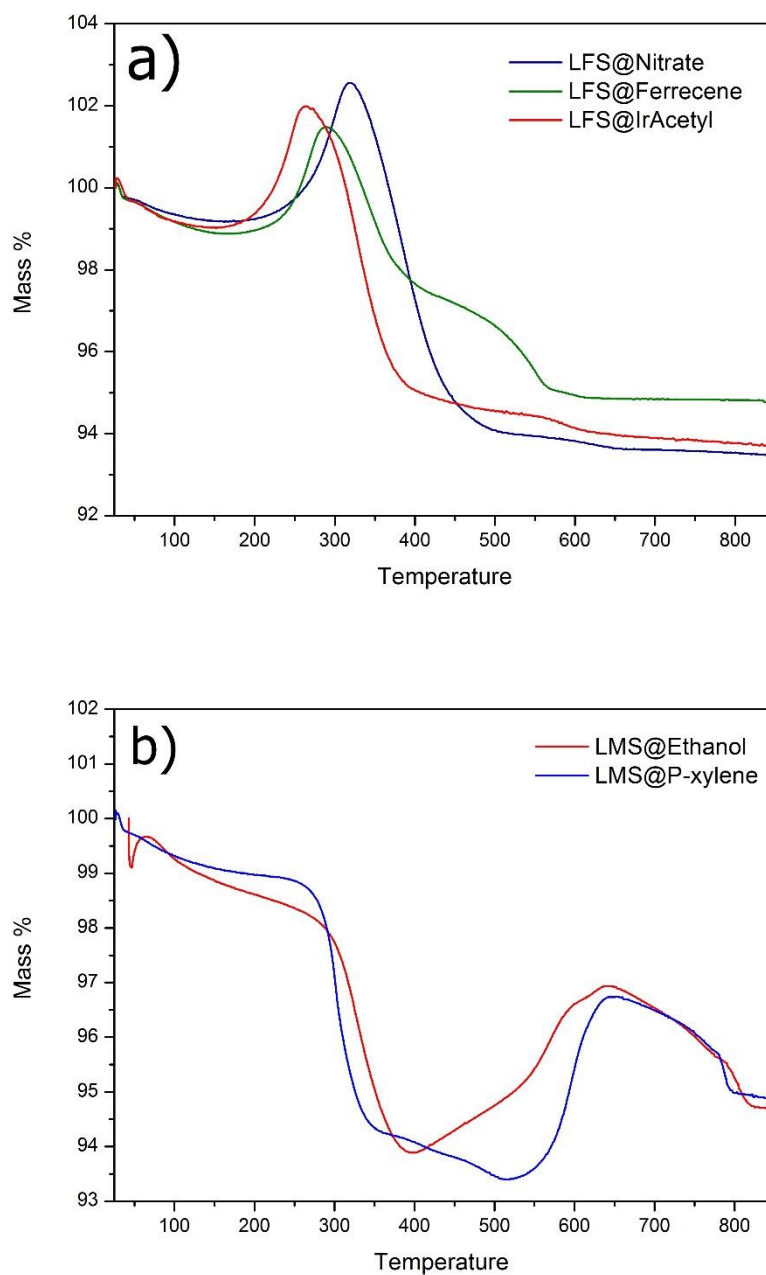 a)
LFS@Nitrate
LFS@Ferrecene
LFS@IrAcetyl
104
102
100
98
96
94
92
Mass %
100 200 300 400 500 600 700 800
Temperature
b)
LMS@Ethanol
LMS@P-xylene
102
101
100
99
98
97
96
95
94
93
Mass %
100 200 300 400 500 600 700 800
Temperature